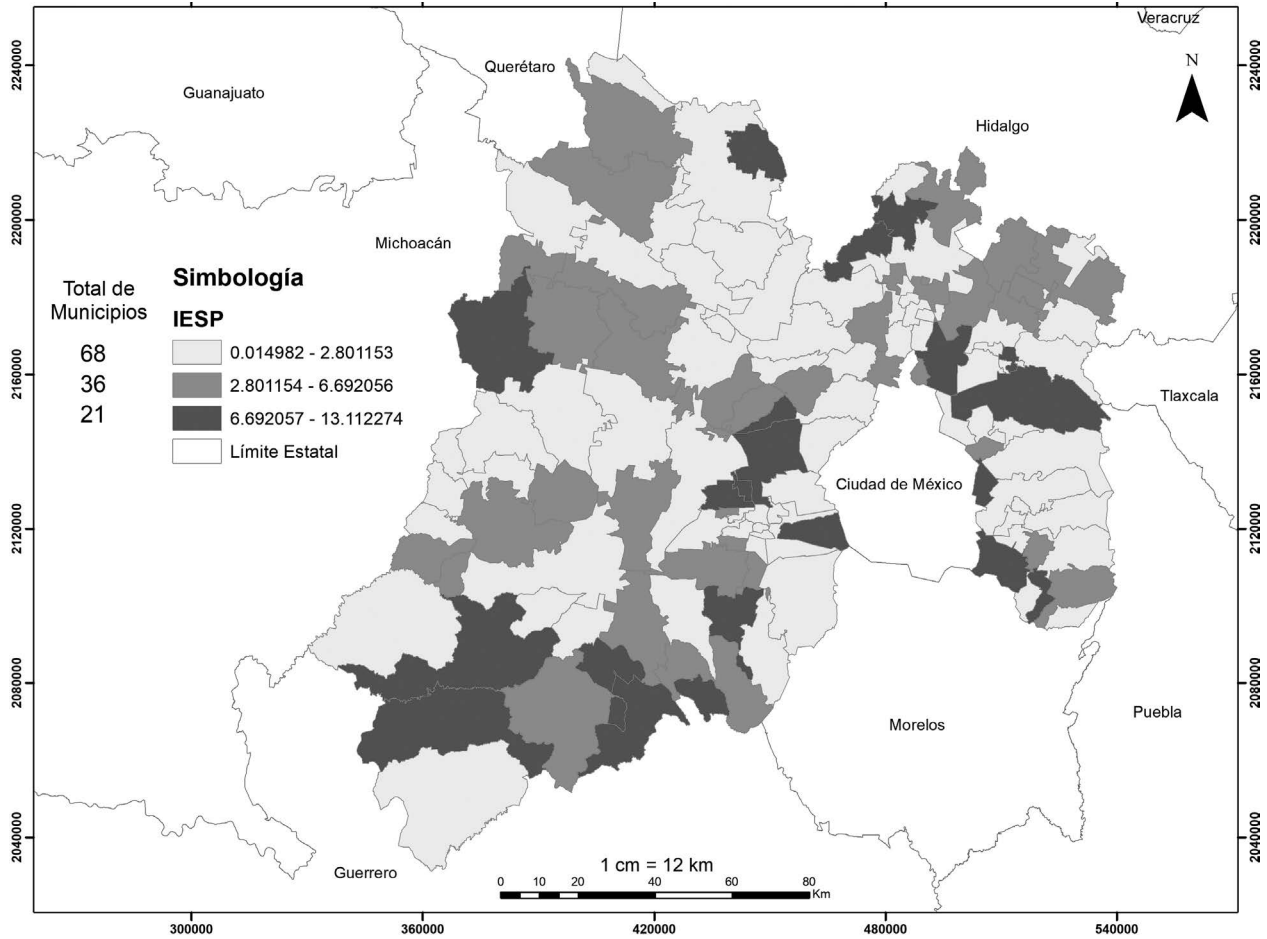 Veracruz
Querétaro
Guanajuato
N
Hidalgo
Michoacán
Simbología
Total de
Municipios
IESP
68
0.014982 - 2.801153
36
2.801154 - 6.692056
21
6.692057 - 13.112274
Límite Estatal
Tlaxcala
Ciudad de México
Morelos
Puebla
Guerrero
1 cm = 12 km
0 10 20 40 60 80
Km
2240000
2200000
2160000
2120000
2080000
2040000
2240000
2200000
2160000
2120000
2080000
2040000
300000 360000 420000 480000 540000